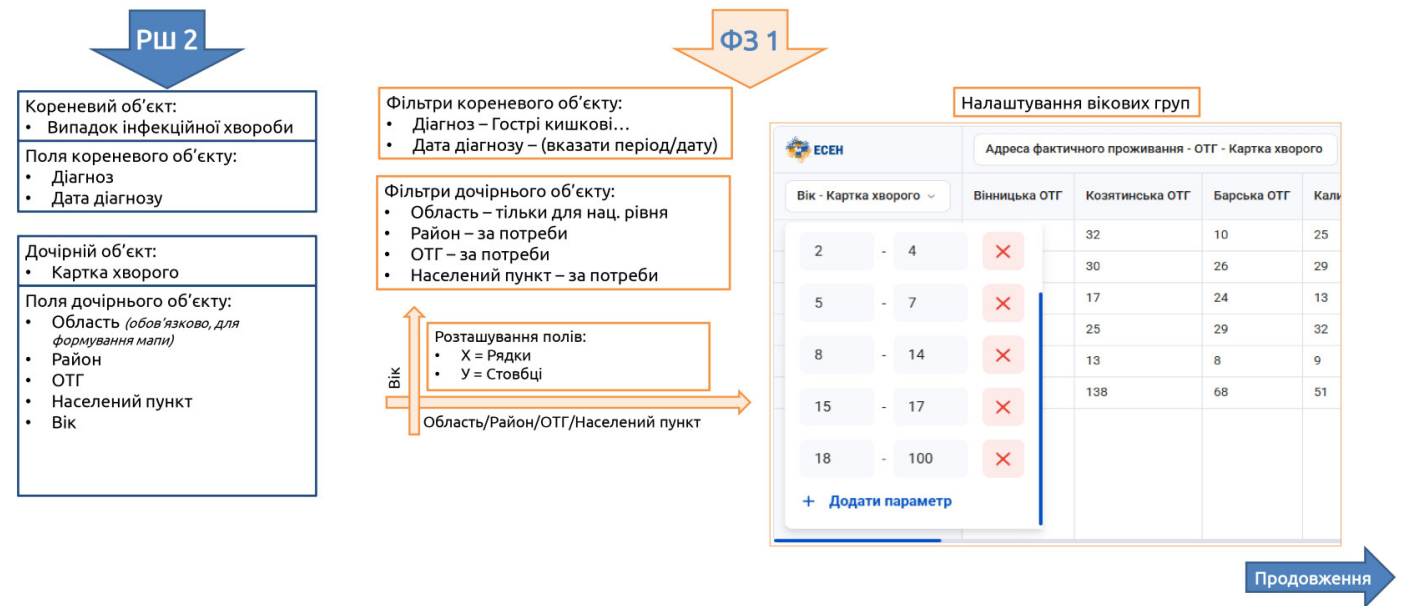 РШ 2
Кореневий об’єкт:
• Випадок інфекційної хвороби
Поля кореневого об’єкту:
• Діагноз
• Дата діагнозу
Дочірній об’єкт:
• Картка хворого
Поля дочірнього об’єкту:
• Область (обов’язково, для
формування мапи)
• Район
• ОТГ
• Населений пункт
• Вік
ФЗ 1
Фільтри кореневого об’єкту:
• Діагноз – Гострі кишкові…
• Дата діагнозу – (вказати період/дату)
Фільтри дочірнього об’єкту:
• Область – тільки для нац. рівня
• Район – за потреби
• ОТГ – за потреби
• Населений пункт – за потреби
Розташування полів:
• Х = Рядки
• У = Стовбці
Вік
Область/Район/ОТГ/Населений пункт
Налаштування вікових груп
ЕСЕН
Адреса фактичного проживання - ОТГ - Картка хворого
Вік - Картка хворого
Вінницька ОТГ
Козятинська ОТГ
Барська ОТГ
Кали
2 - 4
5 - 7
8 - 14
15 - 17
18 - 100
+ Додати параметр
32 10 25
30 26 29
17 24 13
25 29 32
13 8 9
138 68 51
Продовження